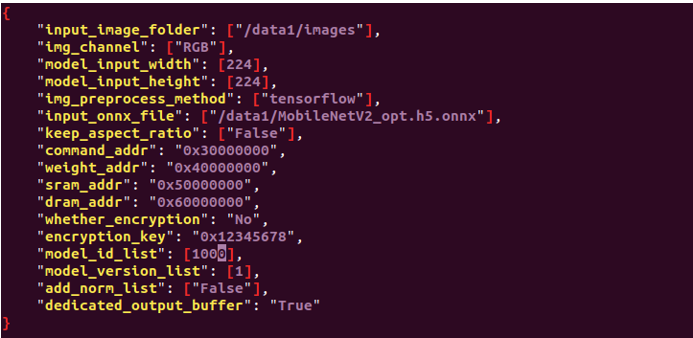 {
"input_image_folder": ["/data1/images"],
"img_channel": ["RGB"],
"model_input_width": [224],
"model_input_height": [224],
"img_preprocess_method": ["tensorflow"],
"input_onnx_file": ["/data1/MobileNetV2_opt.h5.onnx"],
"keep_aspect_ratio": ["False"],
"command_addr": "0x30000000",
"weight_addr": "0x40000000",
"sram_addr": "0x50000000",
"dram_addr": "0x60000000",
"whether_encryption": "No",
"encryption_key": "0x12345678",
"model_id_list": [1000],
"model_version_list": [1],
"add_norm_list": ["False"],
"dedicated_output_buffer": "True"
}